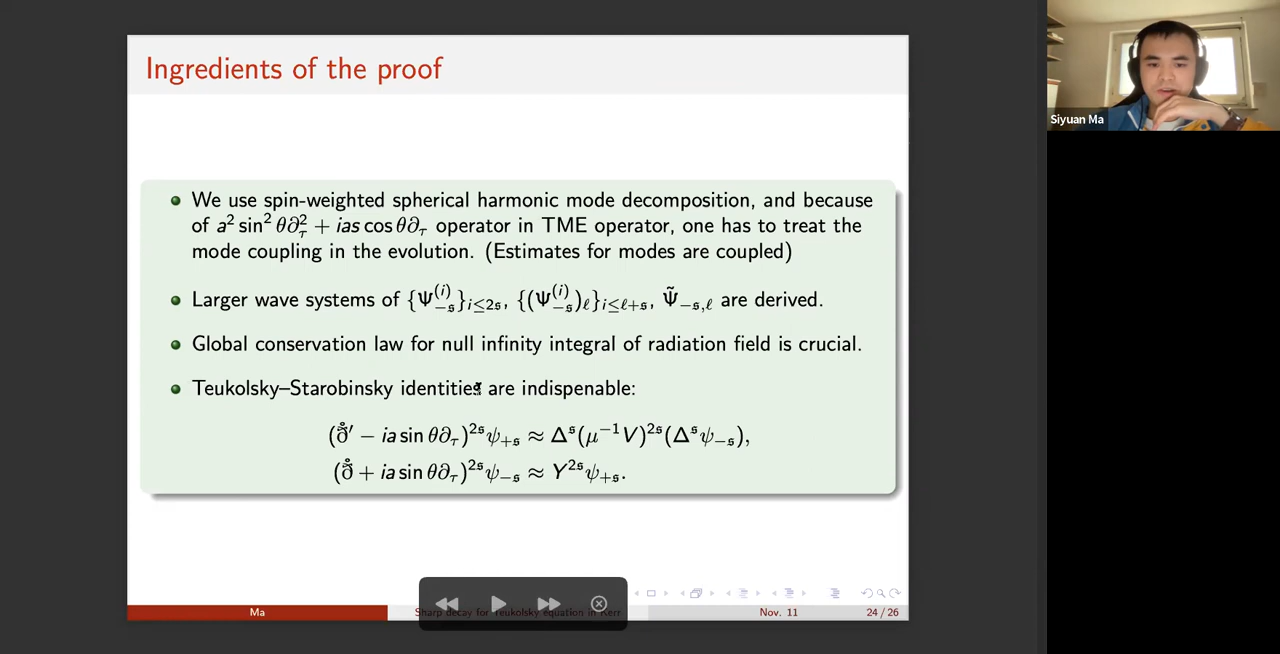 Ingredients of the proof
Siyuan Ma
We use spin-weighted spherical harmonic mode decomposition, and because
of a² sin² θ∂²_τ + ias cos θ∂_τ operator in TME operator, one has to treat the
mode coupling in the evolution. (Estimates for modes are coupled)
Larger wave systems of {Ψ^{(i)}_{−𝔰}}_{i≤2𝔰}, {(Ψ^{(i)}_{−𝔰})_ℓ}_{i≤ℓ+𝔰}, Ψ̃_{−𝔰,ℓ} are derived.
Global conservation law for null infinity integral of radiation field is crucial.
Teukolsky–Starobinsky identities are indispenable:
(ð̊′ − ia sin θ∂_τ)^{2𝔰}ψ_{+𝔰} ≈ Δ^𝔰(μ^{−1}V)^{2𝔰}(Δ^𝔰ψ_{−𝔰}),
(ð̊ + ia sin θ∂_τ)^{2𝔰}ψ_{−𝔰} ≈ Y^{2𝔰}ψ_{+𝔰}.
Ma
Sharp decay for Teukolsky equation in Kerr
Nov. 11
24 / 26